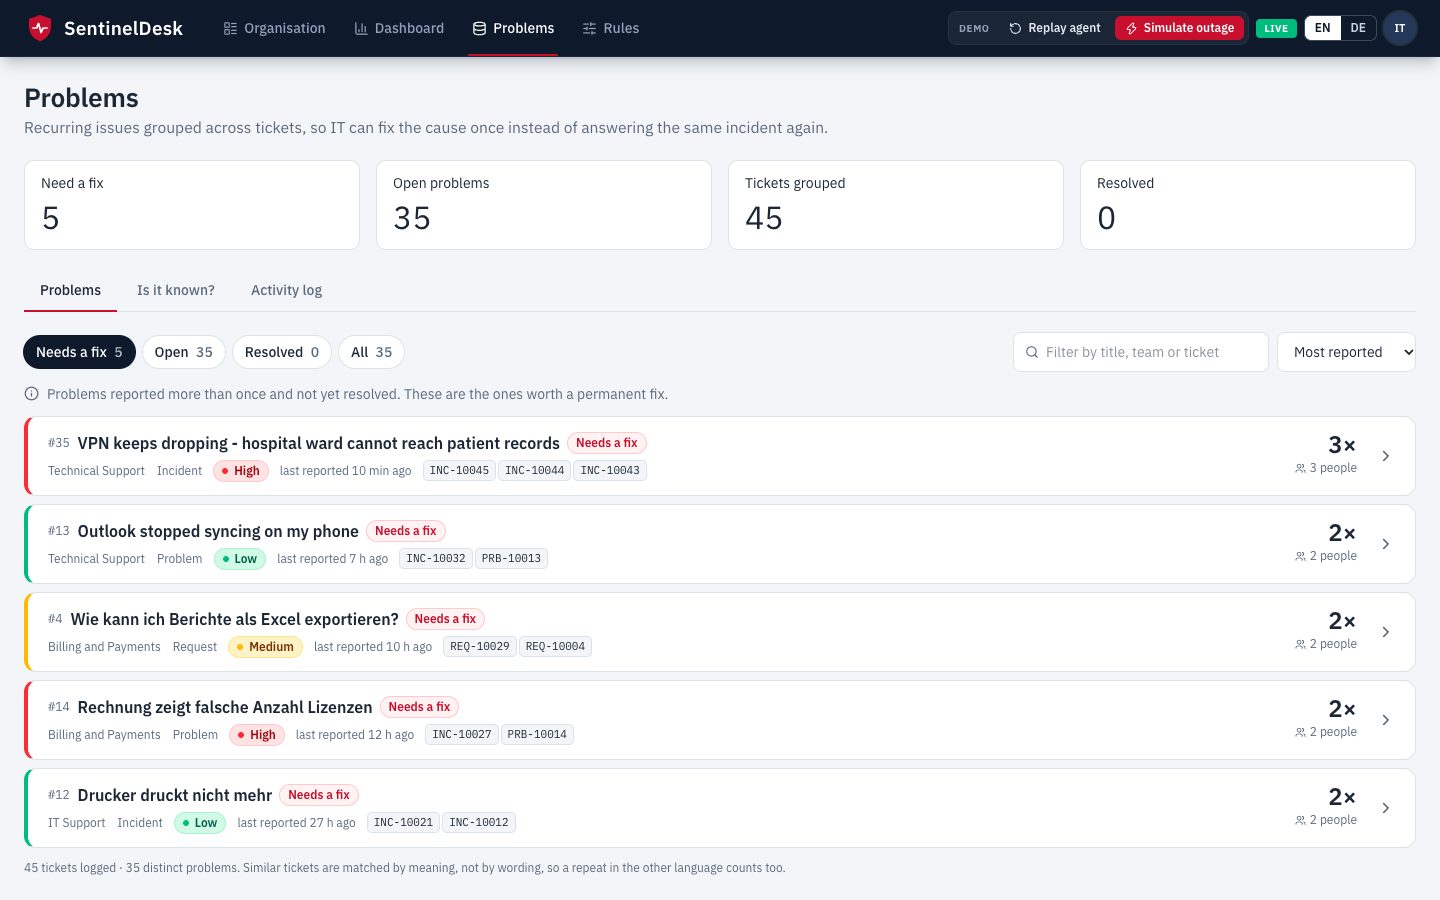 SentinelDesk Organisation Dashboard Problems Rules DEMO Replay agent Simulate outage LIVE EN DE IT
Problems
Recurring issues grouped across tickets, so IT can fix the cause once instead of answering the same incident again.
Need a fix
5
Open problems
35
Tickets grouped
45
Resolved
0
Problems Is it known? Activity log
Needs a fix 5 Open 35 Resolved 0 All 35 Filter by title, team or ticket Most reported
Problems reported more than once and not yet resolved. These are the ones worth a permanent fix.
#35 VPN keeps dropping - hospital ward cannot reach patient records Needs a fix 3×
Technical Support Incident High last reported 10 min ago INC-10045 INC-10044 INC-10043 3 people
#13 Outlook stopped syncing on my phone Needs a fix 2×
Technical Support Problem Low last reported 7 h ago INC-10032 PRB-10013 2 people
#4 Wie kann ich Berichte als Excel exportieren? Needs a fix 2×
Billing and Payments Request Medium last reported 10 h ago REQ-10029 REQ-10004 2 people
#14 Rechnung zeigt falsche Anzahl Lizenzen Needs a fix 2×
Billing and Payments Problem High last reported 12 h ago INC-10027 PRB-10014 2 people
#12 Drucker druckt nicht mehr Needs a fix 2×
IT Support Incident Low last reported 27 h ago INC-10021 INC-10012 2 people
45 tickets logged · 35 distinct problems. Similar tickets are matched by meaning, not by wording, so a repeat in the other language counts too.